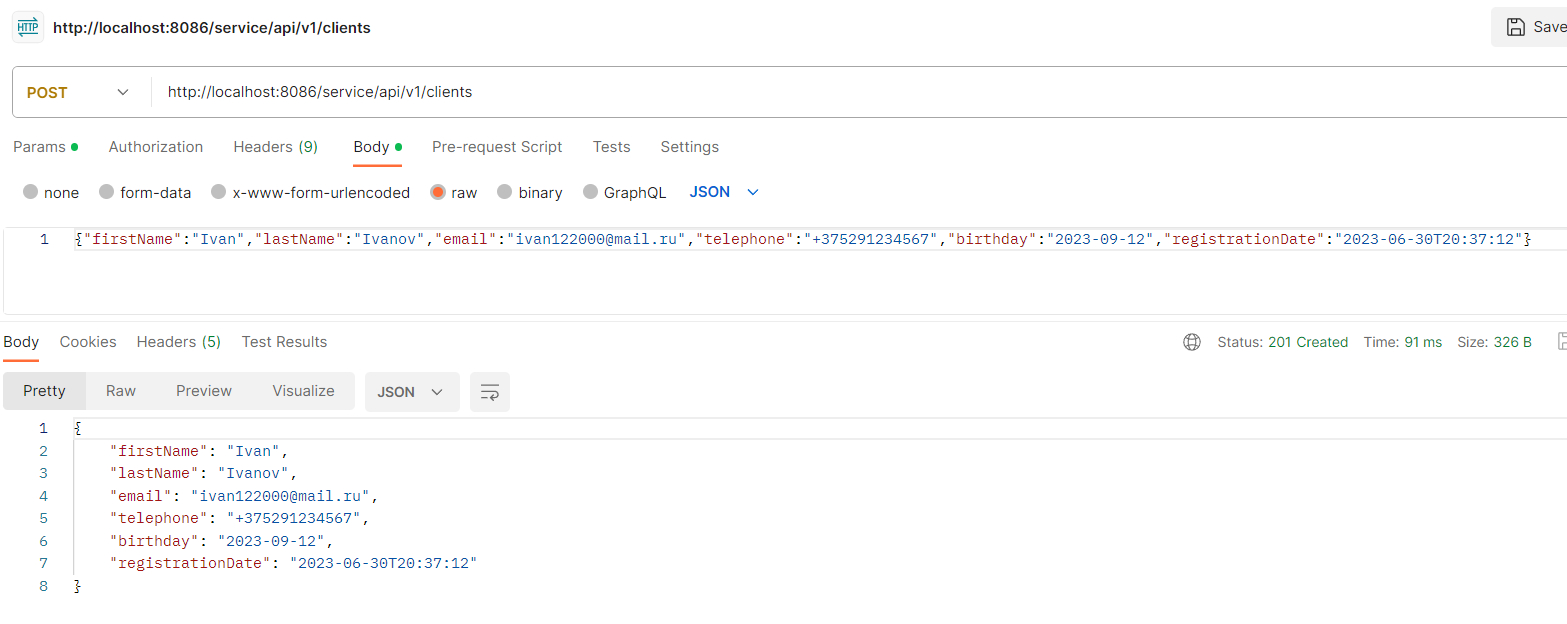 HTTP http://localhost:8086/service/api/v1/clients Save
POST http://localhost:8086/service/api/v1/clients
Params Authorization Headers (9) Body Pre-request Script Tests Settings
none form-data x-www-form-urlencoded raw binary GraphQL JSON
1 {"firstName":"Ivan","lastName":"Ivanov","email":"ivan122000@mail.ru","telephone":"+375291234567","birthday":"2023-09-12","registrationDate":"2023-06-30T20:37:12"}
Body Cookies Headers (5) Test Results Status: 201 Created Time: 91 ms Size: 326 B
Pretty Raw Preview Visualize JSON
1 {
2 "firstName": "Ivan",
3 "lastName": "Ivanov",
4 "email": "ivan122000@mail.ru",
5 "telephone": "+375291234567",
6 "birthday": "2023-09-12",
7 "registrationDate": "2023-06-30T20:37:12"
8 }